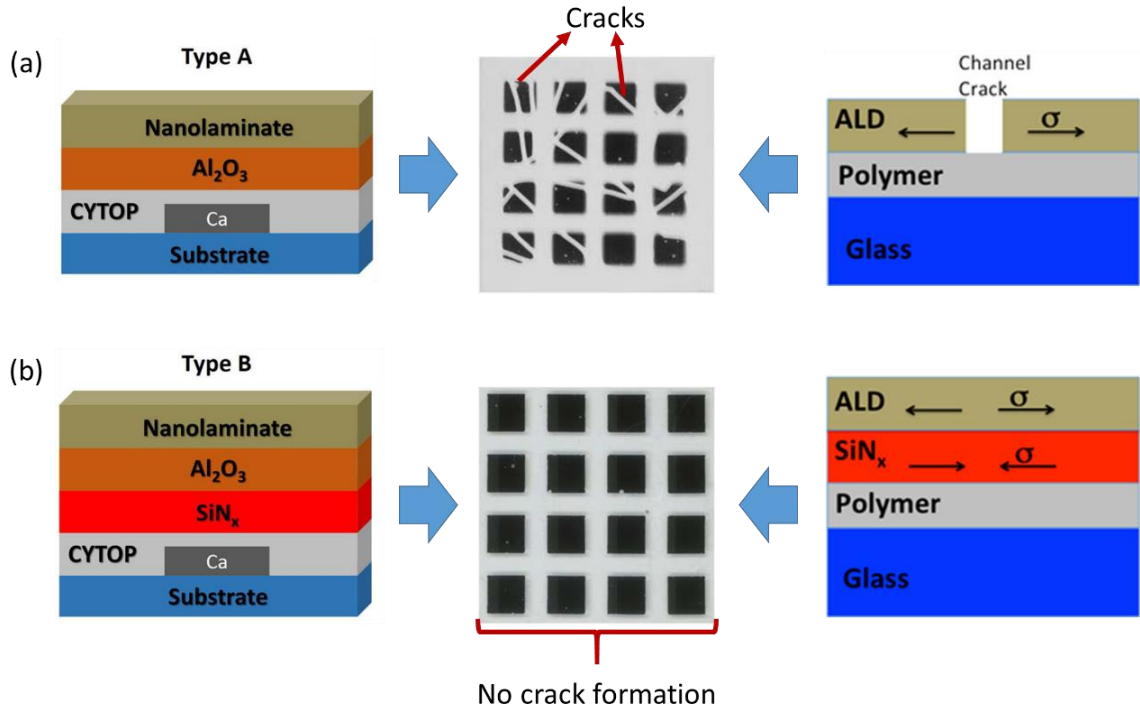 Cracks
(a)
Type A
Nanolaminate
Al₂O₃
CYTOP
Ca
Substrate
Channel
Crack
ALD
σ
Polymer
Glass
(b)
Type B
Nanolaminate
Al₂O₃
SiNₓ
CYTOP
Ca
Substrate
ALD
σ
SiNₓ
σ
Polymer
Glass
No crack formation